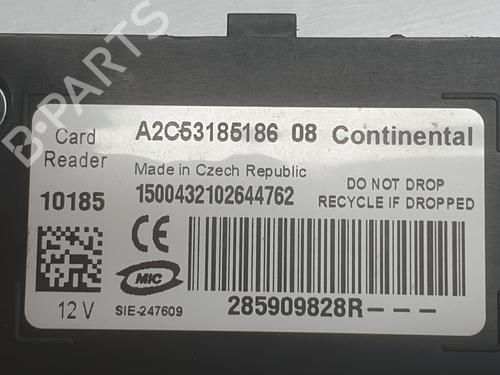 Card Reader
A2C53185186 08 Continental
Made in Czech Republic
10185
1500432102644762
DO NOT DROP
RECYCLE IF DROPPED
CE
MIC
12 V
SIE-247609
285909828R---
B-PARTS